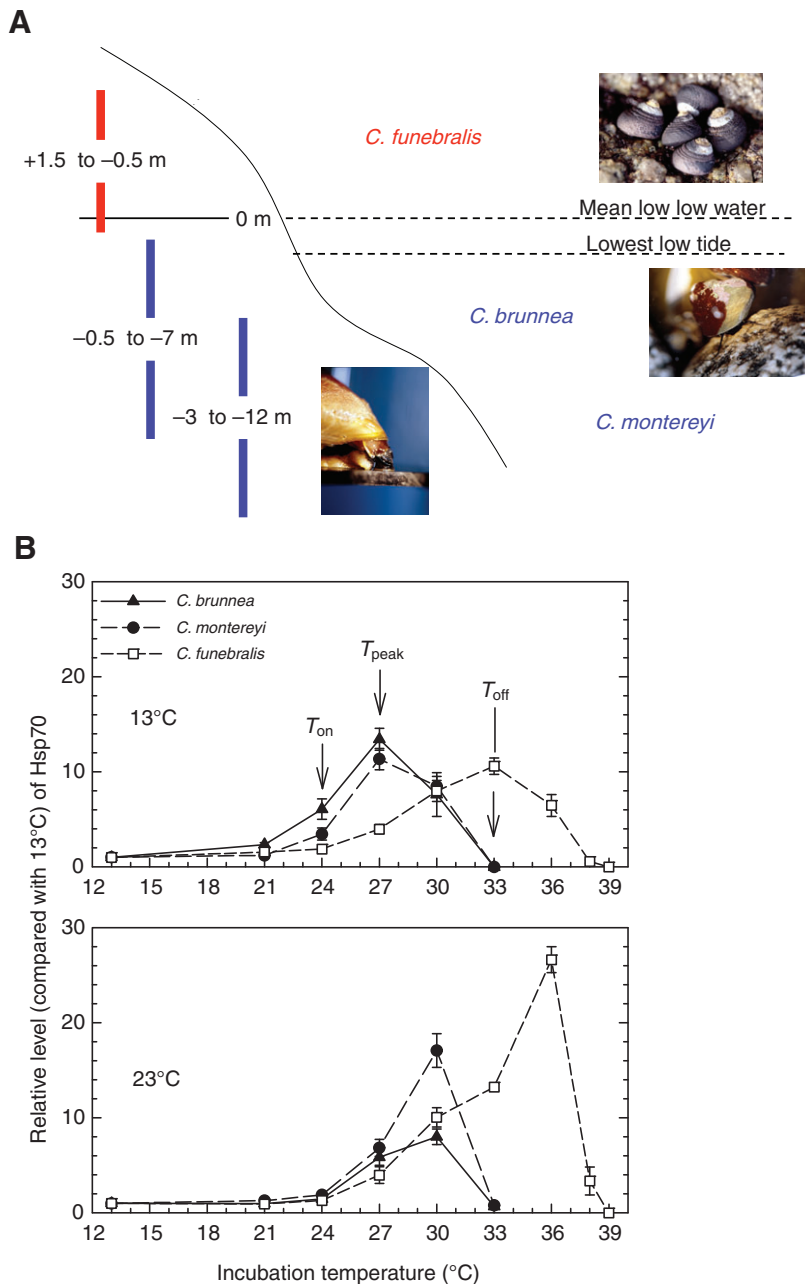 A
C. funebralis
+1.5 to –0.5 m
0 m
Mean low low water
Lowest low tide
C. brunnea
–0.5 to –7 m
–3 to –12 m
C. montereyi
B
Relative level (compared with 13°C) of Hsp70
30
20
10
0
C. brunnea
C. montereyi
C. funebralis
13°C
Ton
Tpeak
Toff
12 15 18 21 24 27 30 33 36 39
30
20
10
0
23°C
12 15 18 21 24 27 30 33 36 39
Incubation temperature (°C)